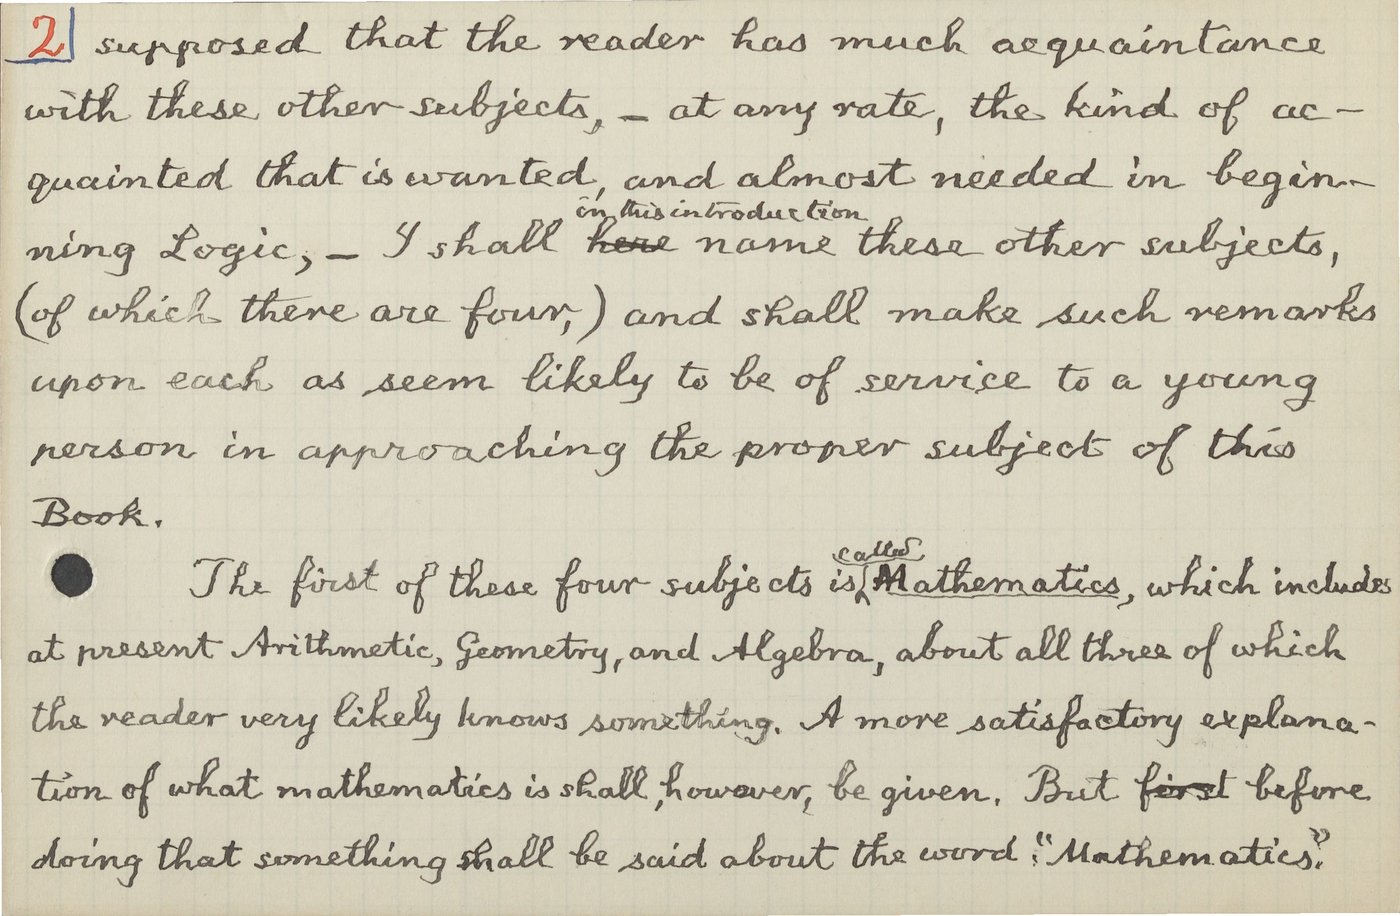 2 supposed that the reader has much acquaintance
with these other subjects, – at any rate, the kind of ac-
quainted that is wanted, and almost needed in begin-
in this introduction
ning Logic, – I shall here name these other subjects,
(of which there are four,) and shall make such remarks
upon each as seem likely to be of service to a young
person in approaching the proper subject of this
Book.
called
The first of these four subjects is Mathematics, which includes
at present Arithmetic, Geometry, and Algebra, about all three of which
the reader very likely knows something. A more satisfactory explana-
tion of what mathematics is shall, however, be given. But first before
doing that something shall be said about the word "Mathematics".